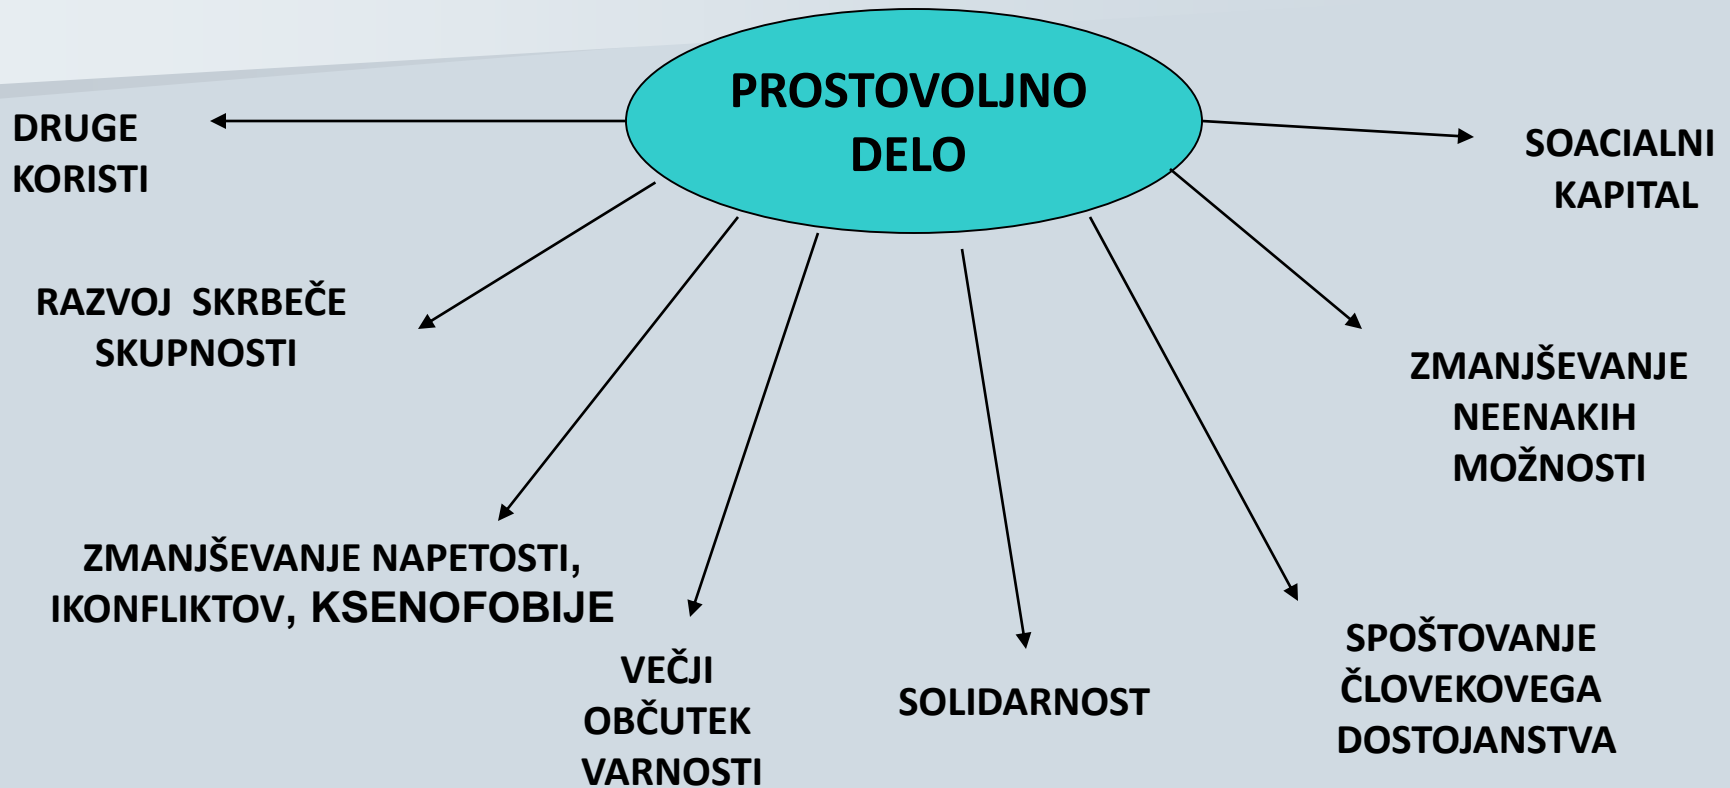 PROSTOVOLJNO
DELO
DRUGE
KORISTI
SOACIALNI
KAPITAL
RAZVOJ SKRBEČE
SKUPNOSTI
ZMANJŠEVANJE
NEENAKIH
MOŽNOSTI
ZMANJŠEVANJE NAPETOSTI,
IKONFLIKTOV, KSENOFOBIJE
VEČJI
OBČUTEK
VARNOSTI
SOLIDARNOST
SPOŠTOVANJE
ČLOVEKOVEGA
DOSTOJANSTVA